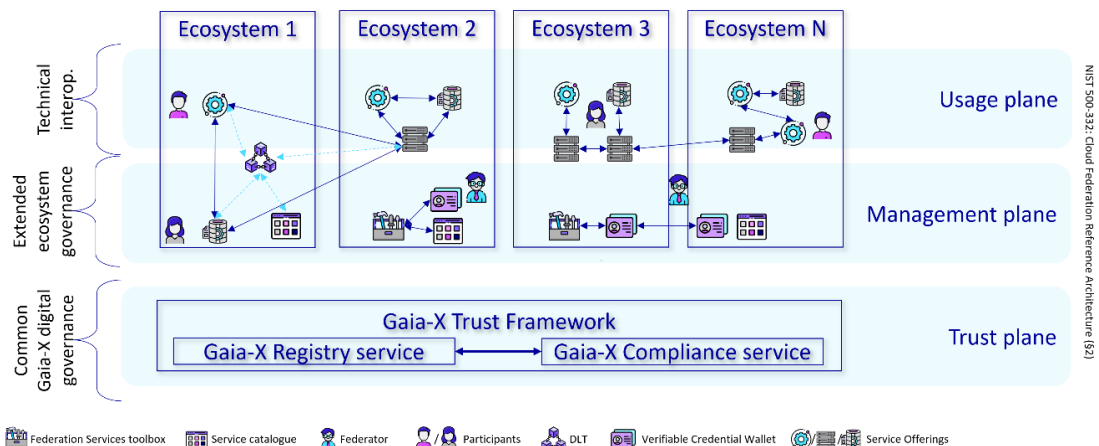 Ecosystem 1
Ecosystem 2
Ecosystem 3
Ecosystem N
Technical
interop.
Usage plane
Extended
ecosystem
governance
Management plane
Common
Gaia-X digital
governance
Gaia-X Trust Framework
Gaia-X Registry service
Gaia-X Compliance service
Trust plane
NIST 500-332: Cloud Federation Reference Architecture (§2)
Federation Services toolbox
Service catalogue
Federator
/
Participants
DLT
Verifiable Credential Wallet
/
/
Service Offerings